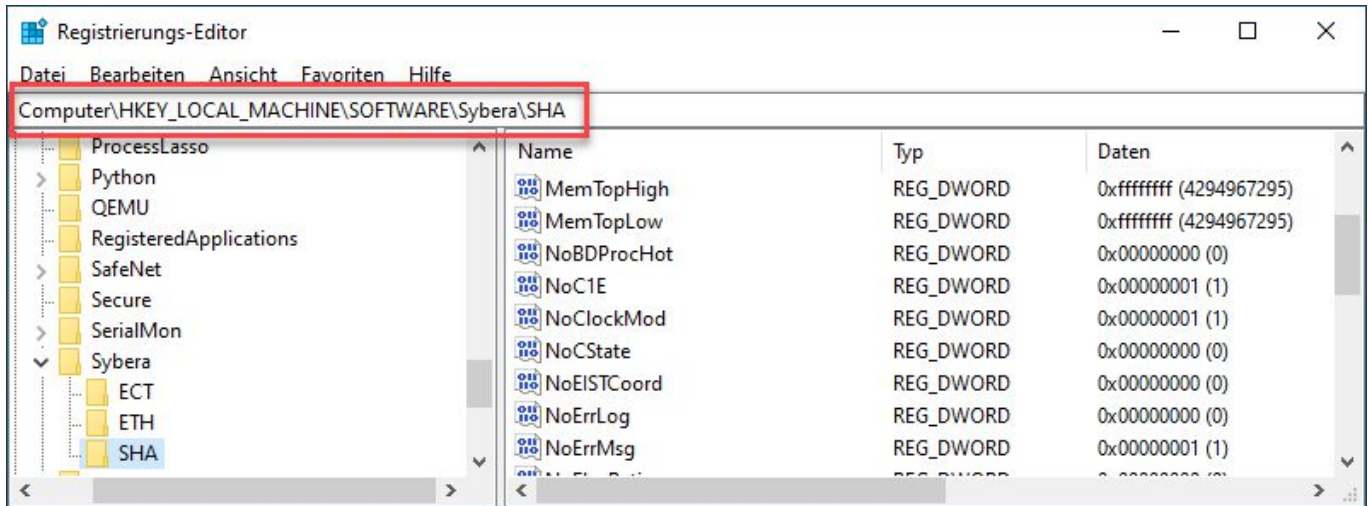 Registrierungs-Editor
Datei Bearbeiten Ansicht Favoriten Hilfe
Computer\HKEY_LOCAL_MACHINE\SOFTWARE\Sybera\SHA
ProcessLasso
Python
QEMU
RegisteredApplications
SafeNet
Secure
SerialMon
Sybera
ECT
ETH
SHA
Name Typ Daten
MemTopHigh REG_DWORD 0xffffffff (4294967295)
MemTopLow REG_DWORD 0xffffffff (4294967295)
NoBDProcHot REG_DWORD 0x00000000 (0)
NoC1E REG_DWORD 0x00000001 (1)
NoClockMod REG_DWORD 0x00000001 (1)
NoCState REG_DWORD 0x00000000 (0)
NoEISTCoord REG_DWORD 0x00000000 (0)
NoErrLog REG_DWORD 0x00000000 (0)
NoErrMsg REG_DWORD 0x00000001 (1)